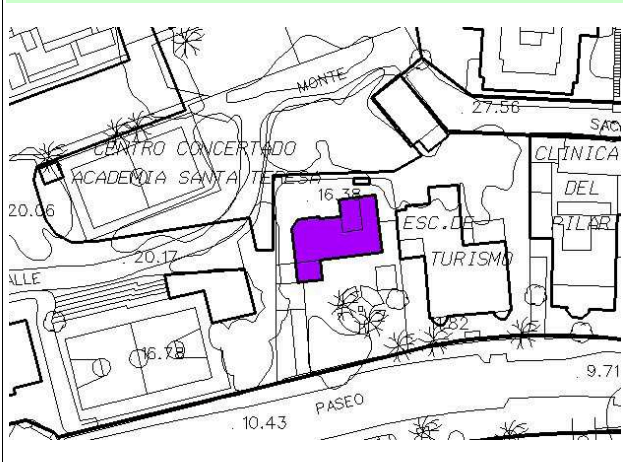 MONTE
27.56
SAC
CENTRO CONCERTADO
ACADEMIA SANTA TERESA
CLINICA
DEL
PILAR
16.38
20.06
ESC. DE
TURISMO
20.17
ALLE
82
16.78
9.71
PASEO
10.43